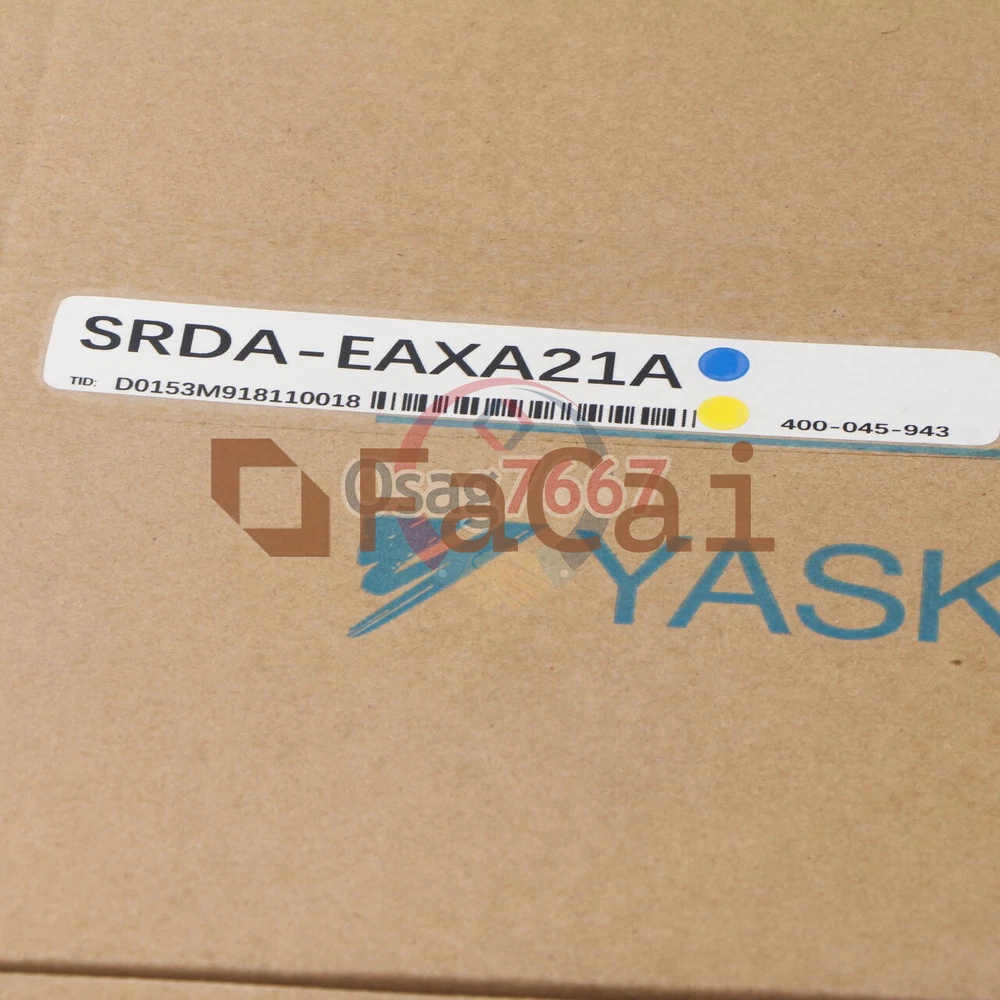 SRDA-EAXA21A
TID: D0153M918110018
400-045-943
FaCai
Osag7667
YASK